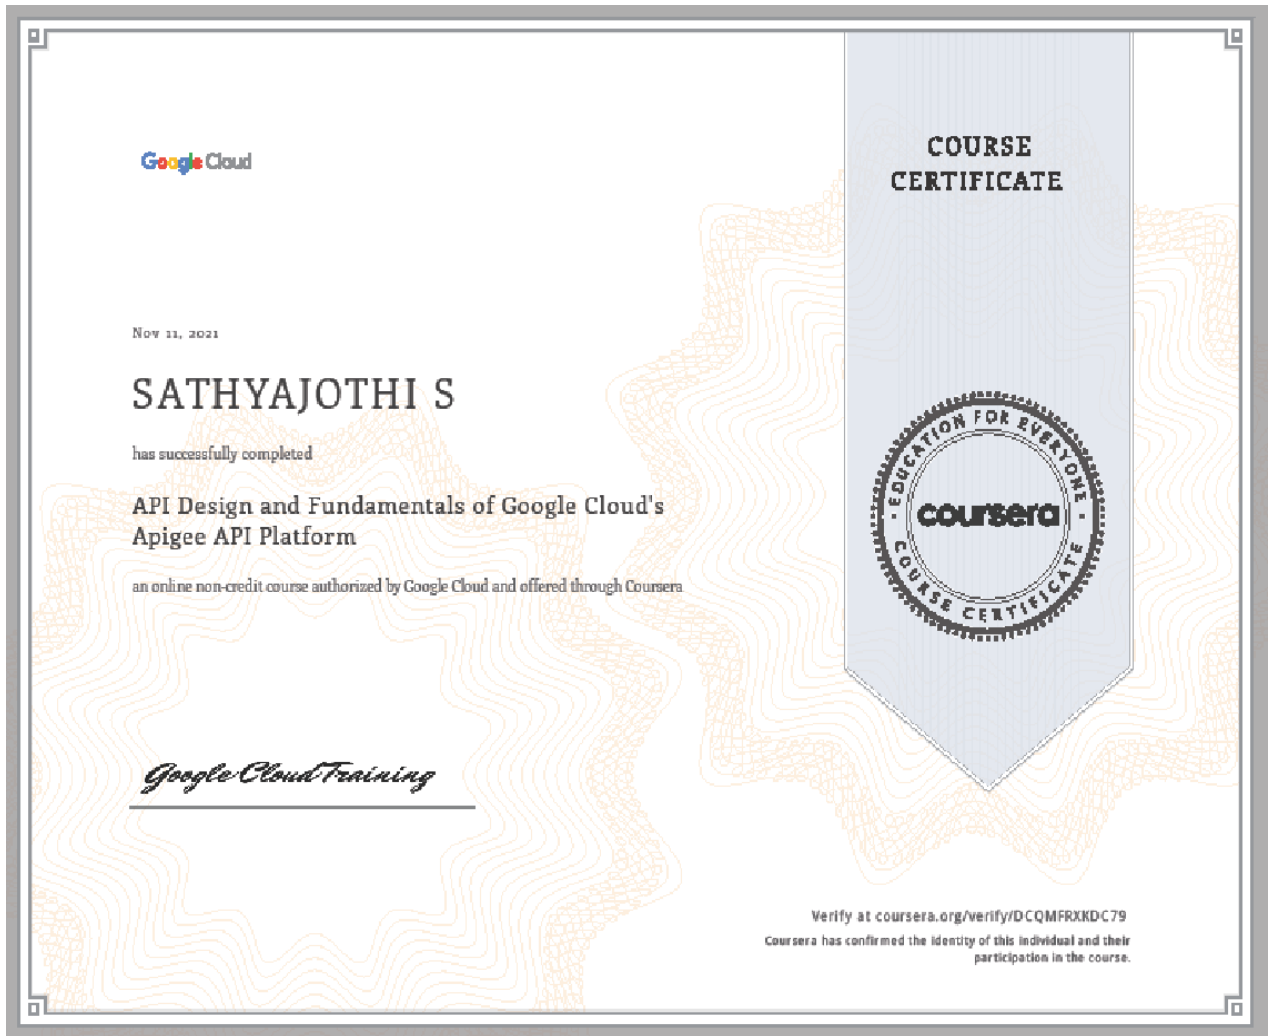 Google Cloud
COURSE
CERTIFICATE
Nov 11, 2021
SATHYAJOTHI S
has successfully completed
API Design and Fundamentals of Google Cloud's
Apigee API Platform
an online non-credit course authorized by Google Cloud and offered through Coursera
EDUCATION FOR EVERYONE
coursera
COURSE CERTIFICATE
Google Cloud Training
Verify at coursera.org/verify/DCQMFRXKDC79
Coursera has confirmed the identity of this individual and their
participation in the course.